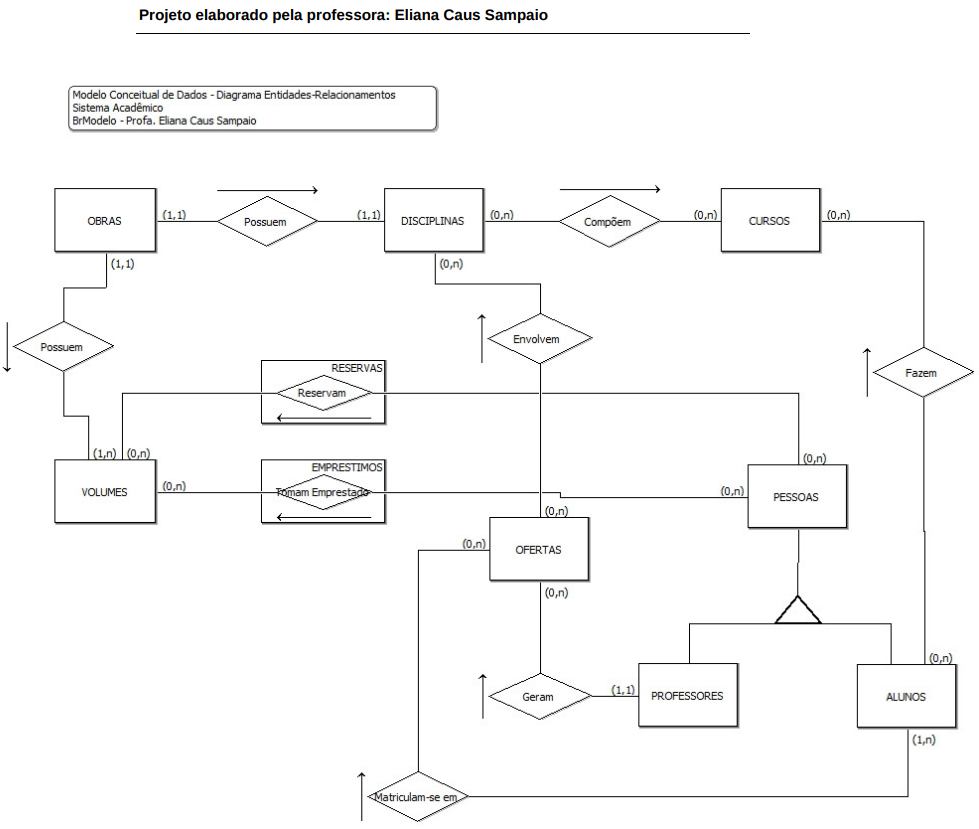 Projeto elaborado pela professora: Eliana Caus Sampaio
Modelo Conceitual de Dados - Diagrama Entidades-Relacionamentos
Sistema Acadêmico
BrModelo - Profa. Eliana Caus Sampaio
OBRAS
(1,1)
Possuem
(1,1)
DISCIPLINAS
(0,n)
Compõem
(0,n)
CURSOS
(0,n)
(1,1)
(0,n)
Possuem
Envolvem
Fazem
RESERVAS
Reservam
(1,n)
(0,n)
(0,n)
EMPRESTIMOS
VOLUMES
(0,n)
Tomam Emprestado
(0,n)
PESSOAS
(0,n)
(0,n)
OFERTAS
(0,n)
(0,n)
Geram
(1,1)
PROFESSORES
ALUNOS
(1,n)
Matriculam-se em